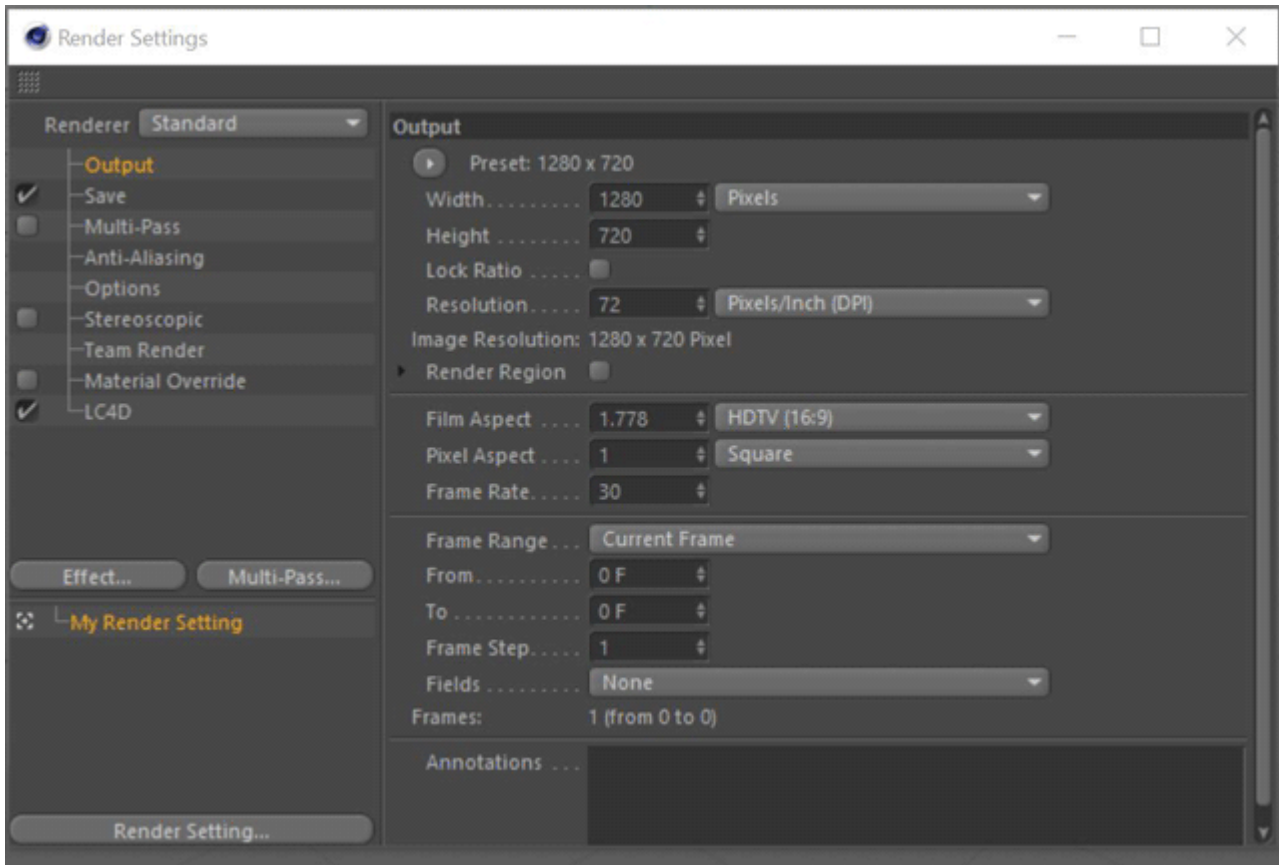 Render Settings
Renderer Standard
Output
Save
Multi-Pass
Anti-Aliasing
Options
Stereoscopic
Team Render
Material Override
LC4D
Effect... Multi-Pass...
My Render Setting
Render Setting...
Output
Preset: 1280 x 720
Width......... 1280 Pixels
Height ........ 720
Lock Ratio .....
Resolution..... 72 Pixels/Inch (DPI)
Image Resolution: 1280 x 720 Pixel
Render Region
Film Aspect .... 1.778 HDTV (16:9)
Pixel Aspect .... 1 Square
Frame Rate..... 30
Frame Range... Current Frame
From.......... 0 F
To ............ 0 F
Frame Step..... 1
Fields ......... None
Frames: 1 (from 0 to 0)
Annotations ...